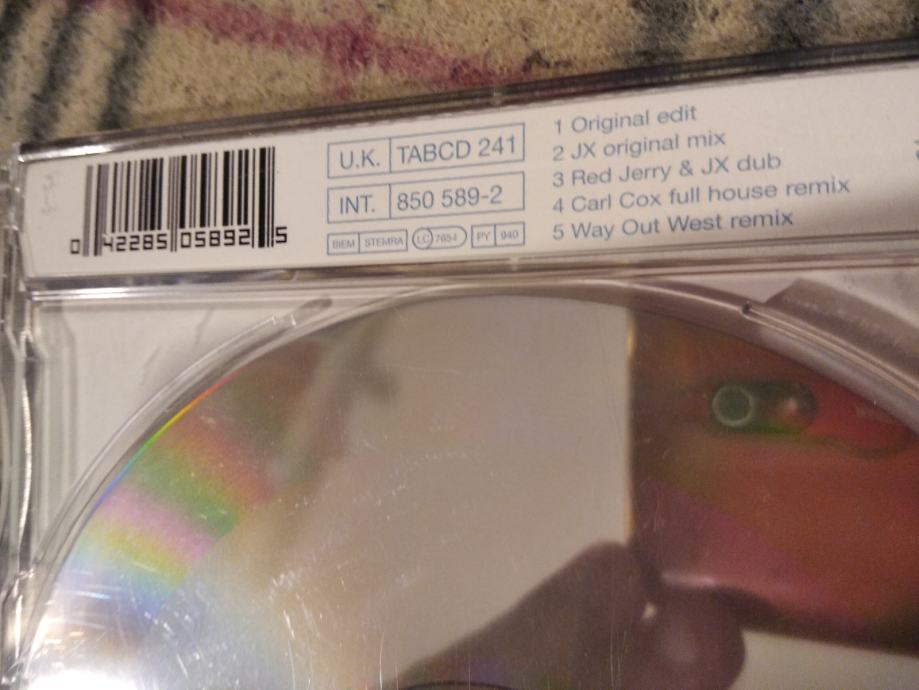 0 42285 05892 5
U.K. TABCD 241
INT. 850 589-2
BIEM STEMRA LC 7654 PY 940
1 Original edit
2 JX original mix
3 Red Jerry & JX dub
4 Carl Cox full house remix
5 Way Out West remix